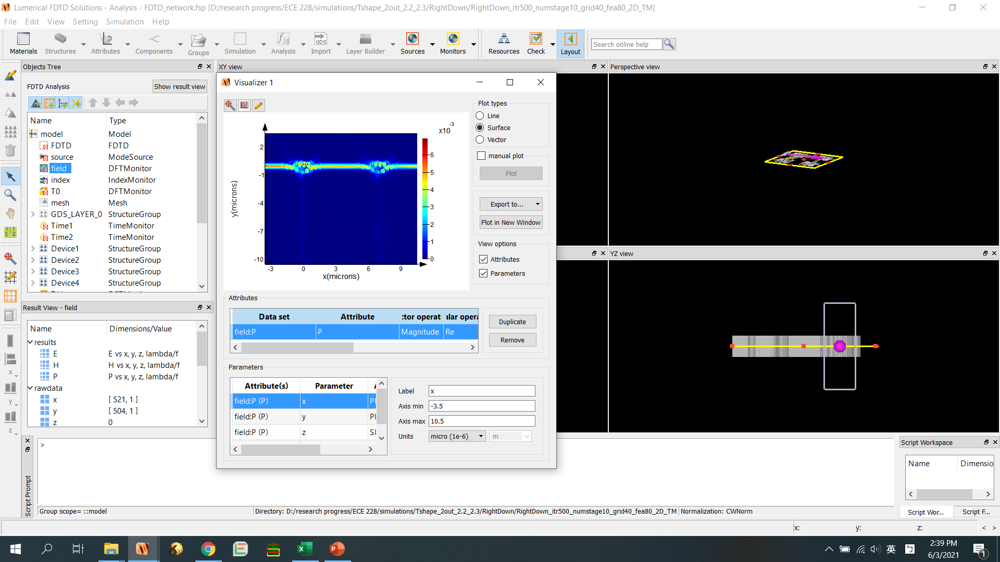 Lumerical FDTD Solutions - Analysis - FDTD_network.fsp [D:/research progress/ECE 228/simulations/Tshape_2out_2.2_2.3/RightDown/RightDown_itr500_numstage10_grid40_fea80_2D_TM]
File Edit View Setting Simulation Help
Materials Structures Attributes Components Groups Simulation Analysis Import Layer Builder Sources Monitors Resources Check Layout Search online help
GDS
Objects Tree
FDTD Analysis
Show result view
Name Type
model Model
FDTD FDTD
source ModeSource
field DFTMonitor
index IndexMonitor
T0 DFTMonitor
mesh Mesh
GDS_LAYER_0 StructureGroup
Time1 TimeMonitor
Time2 TimeMonitor
Device1 StructureGroup
Device2 StructureGroup
Device3 StructureGroup
Device4 StructureGroup
Result View - field
Name Dimensions/Value
results
E E vs x, y, z, lambda/f
H H vs x, y, z, lambda/f
P P vs x, y, z, lambda/f
rawdata
x [ 521, 1 ]
y [ 504, 1 ]
z 0
1 2
x
y
z
XY view
Visualizer 1
x10
-3
2
-1
-4
-7
-10
y(microns)
-3 0 3 6 9
x(microns)
6
5
4
3
2
1
0
Plot types
Line
Surface
Vector
manual plot
Plot
Export to...
Plot in New Window
View options
Attributes
Parameters
Attributes
Data set Attribute :tor operati alar opera
field:P P Magnitude Re
Duplicate
Remove
Parameters
Attribute(s) Parameter
field:P (P) x Pl
field:P (P) y Pl
field:P (P) z Sl
Label x
Axis min -3.5
Axis max 10.5
Units micro (1e-6) m
Perspective view
YZ view
>
Script Prompt
Group scope= ::model
Directory: D:/research progress/ECE 228/simulations/Tshape_2out_2.2_2.3/RightDown/RightDown_itr500_numstage10_grid40_fea80_2D_TM
Normalization: CWNorm
Script Workspace
Name Dimensio
Script Wor... Script F...
x: y: z: < >
英
2:39 PM
6/3/2021
1